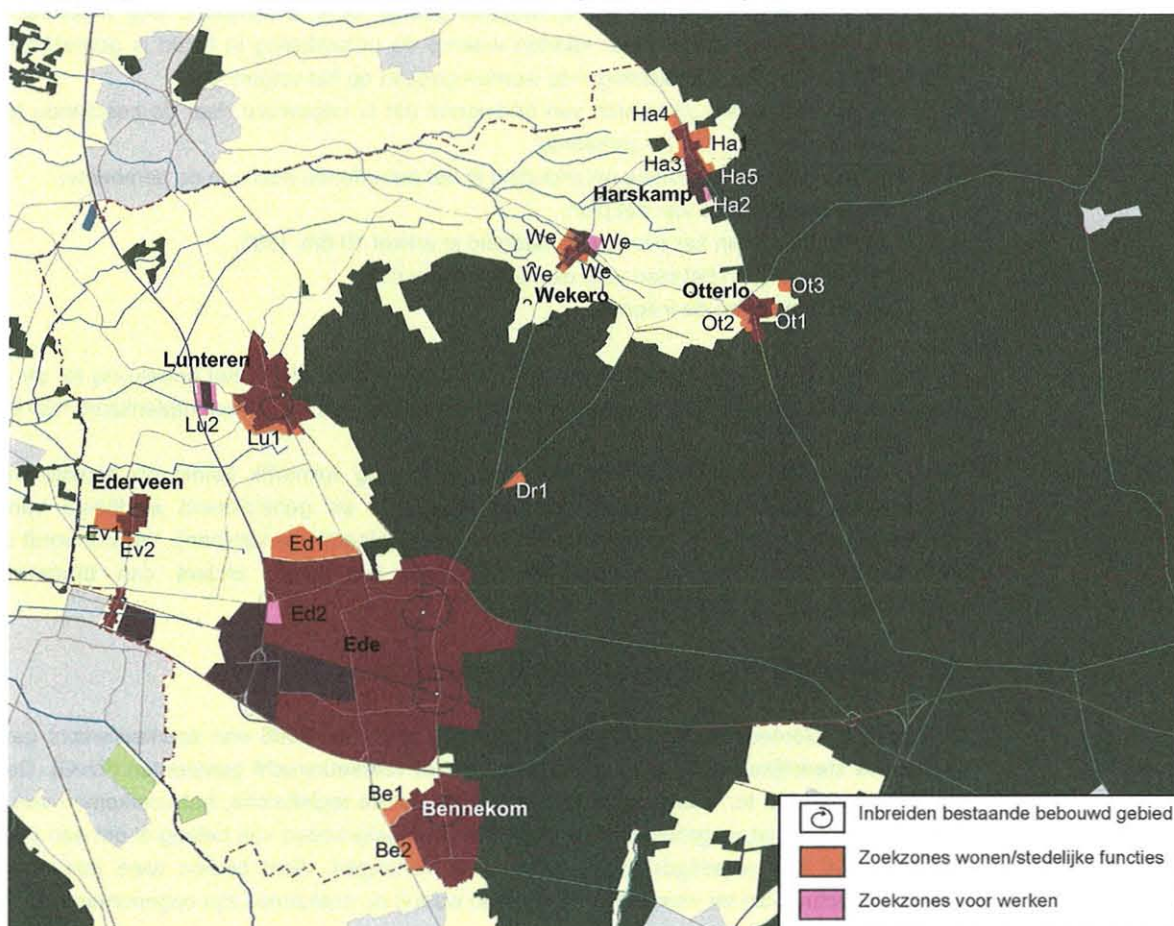 Ha4
Ha1
Ha3
Ha5
Harskamp
Ha2
We
We
We
We
Wekero
Otterlo
Ot3
Ot2
Ot1
Lunteren
Lu2
Lu1
Ederveen
Dr1
Ev1
Ev2
Ed1
Ed2
Ede
Be1
Bennekom
Be2
Inbreiden bestaande bebouwd gebied
Zoekzones wonen/stedelijke functies
Zoekzones voor werken